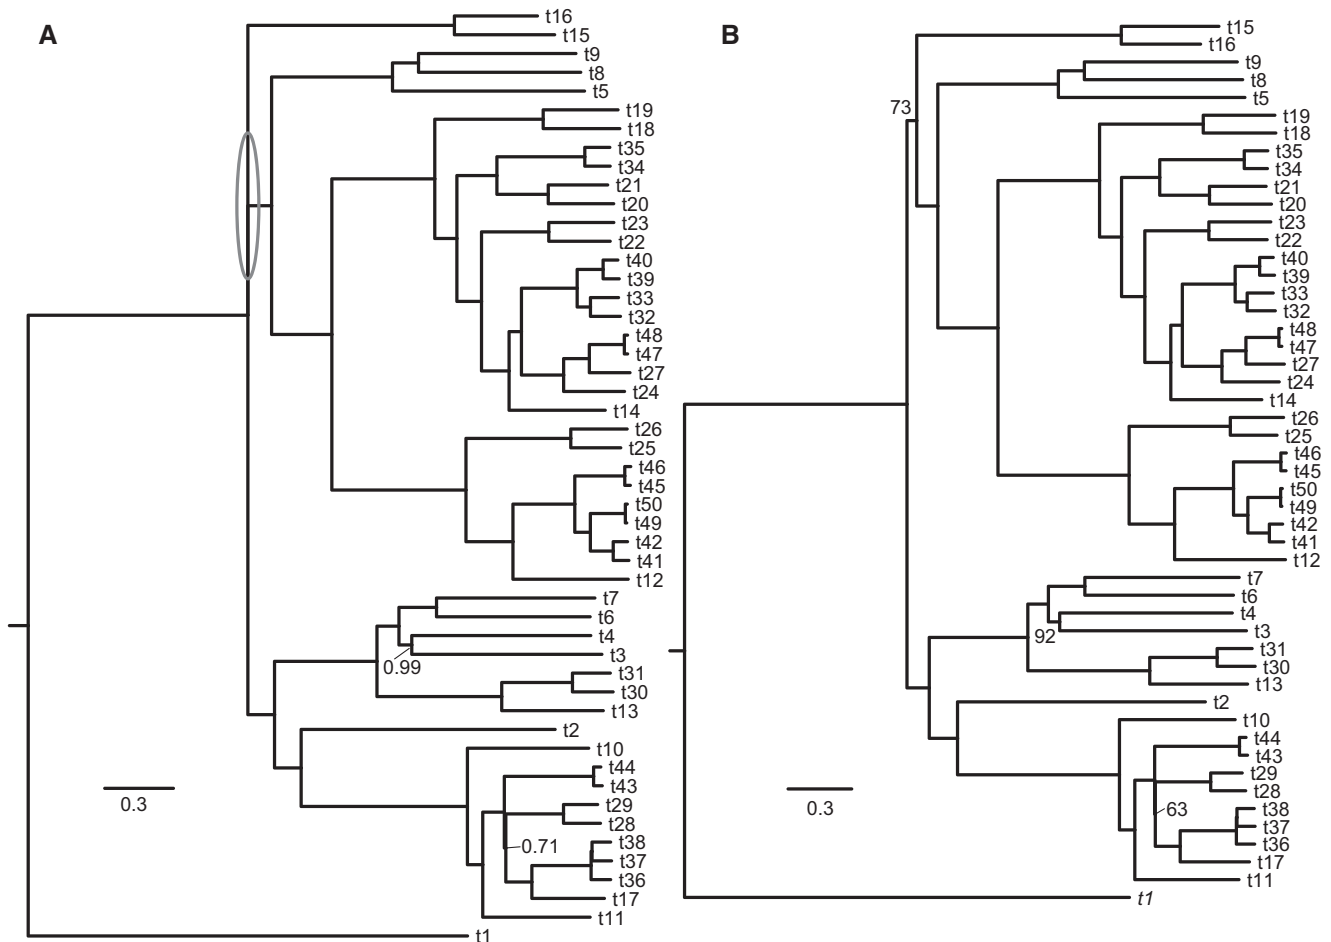 A
t16
t15
t9
t8
t5
t19
t18
t35
t34
t21
t20
t23
t22
t40
t39
t33
t32
t48
t47
t27
t24
t14
t26
t25
t46
t45
t50
t49
t42
t41
t12
t7
t6
t4
t3
0.99
t31
t30
t13
t2
t10
t44
t43
t29
t28
t38
0.71
t37
t36
t17
t11
t1
0.3
B
t15
t16
t9
t8
t5
73
t19
t18
t35
t34
t21
t20
t23
t22
t40
t39
t33
t32
t48
t47
t27
t24
t14
t26
t25
t46
t45
t50
t49
t42
t41
t12
t7
t6
t4
t3
92
t31
t30
t13
t2
t10
t44
t43
t29
t28
t38
63
t37
t36
t17
t11
t1
0.3